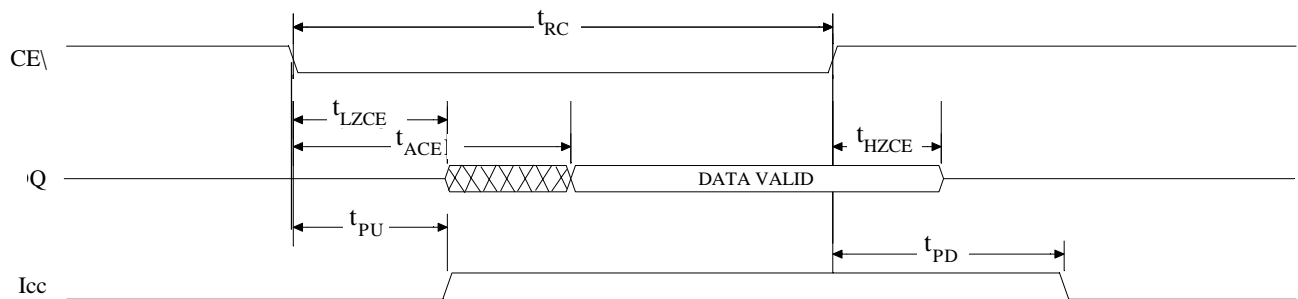 tRC
CE\
tLZCE
tACE
tHZCE
Q
DATA VALID
tPU
tPD
Icc